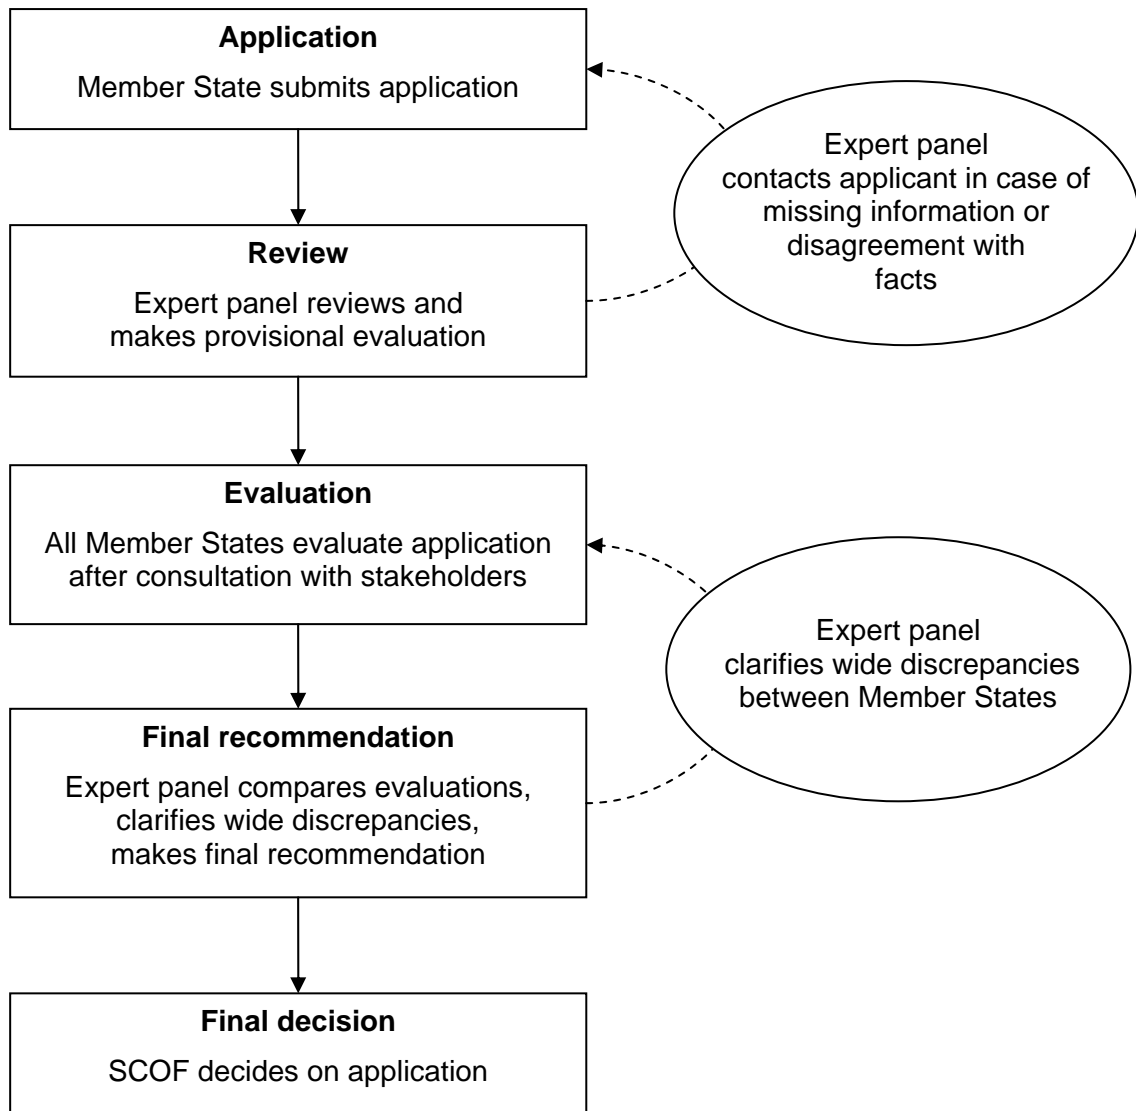 Application
Member State submits application
Expert panel
contacts applicant in case of
missing information or
disagreement with
facts
Review
Expert panel reviews and
makes provisional evaluation
Evaluation
All Member States evaluate application
after consultation with stakeholders
Expert panel
clarifies wide discrepancies
between Member States
Final recommendation
Expert panel compares evaluations,
clarifies wide discrepancies,
makes final recommendation
Final decision
SCOF decides on application